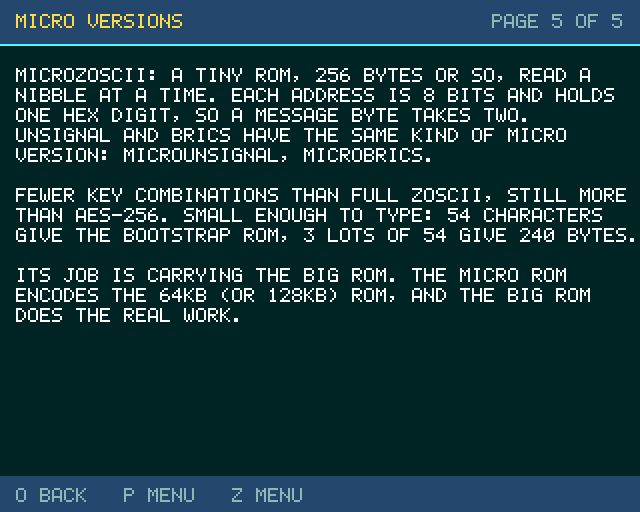 MICRO VERSIONS
PAGE 5 OF 5
MICROZOSCII: A TINY ROM, 256 BYTES OR SO, READ A
NIBBLE AT A TIME. EACH ADDRESS IS 8 BITS AND HOLDS
ONE HEX DIGIT, SO A MESSAGE BYTE TAKES TWO.
UNSIGNAL AND BRICS HAVE THE SAME KIND OF MICRO
VERSION: MICROUNSIGNAL, MICROBRICS.
FEWER KEY COMBINATIONS THAN FULL ZOSCII, STILL MORE
THAN AES-256. SMALL ENOUGH TO TYPE: 54 CHARACTERS
GIVE THE BOOTSTRAP ROM, 3 LOTS OF 54 GIVE 240 BYTES.
ITS JOB IS CARRYING THE BIG ROM. THE MICRO ROM
ENCODES THE 64KB (OR 128KB) ROM, AND THE BIG ROM
DOES THE REAL WORK.
O BACK   P MENU   Z MENU